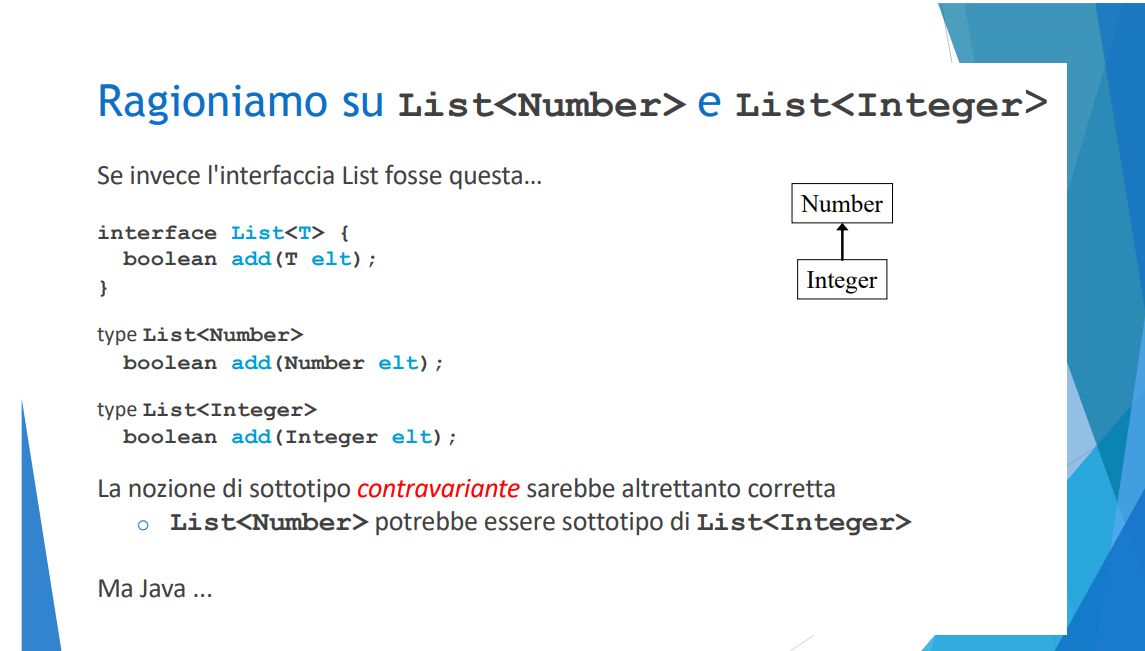 Ragioniamo su List<Number> e List<Integer>
Se invece l'interfaccia List fosse questa…
Number
interface List<T> {
boolean add(T elt);
}
Integer
type List<Number>
boolean add(Number elt);
type List<Integer>
boolean add(Integer elt);
La nozione di sottotipo contravariante sarebbe altrettanto corretta
○ List<Number> potrebbe essere sottotipo di List<Integer>
Ma Java ...